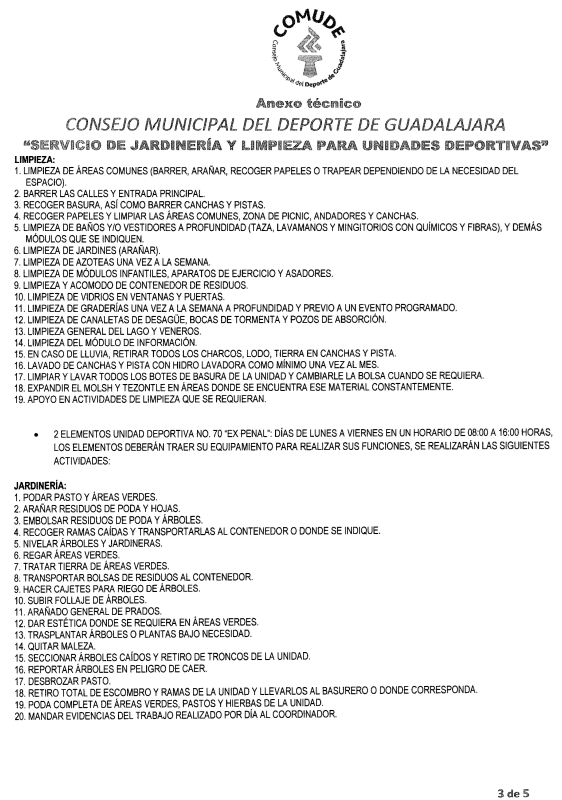 COMUDE
Consejo Municipal del Deporte de Guadalajara
Anexo técnico
CONSEJO MUNICIPAL DEL DEPORTE DE GUADALAJARA
"SERVICIO DE JARDINERÍA Y LIMPIEZA PARA UNIDADES DEPORTIVAS"
LIMPIEZA:
1. LIMPIEZA DE ÁREAS COMUNES (BARRER, ARAÑAR, RECOGER PAPELES O TRAPEAR DEPENDIENDO DE LA NECESIDAD DEL
ESPACIO).
2. BARRER LAS CALLES Y ENTRADA PRINCIPAL.
3. RECOGER BASURA, ASÍ COMO BARRER CANCHAS Y PISTAS.
4. RECOGER PAPELES Y LIMPIAR LAS ÁREAS COMUNES, ZONA DE PICNIC, ANDADORES Y CANCHAS.
5. LIMPIEZA DE BAÑOS Y/O VESTIDORES A PROFUNDIDAD (TAZA, LAVAMANOS Y MINGITORIOS CON QUÍMICOS Y FIBRAS), Y DEMÁS
MÓDULOS QUE SE INDIQUEN.
6. LIMPIEZA DE JARDINES (ARAÑAR).
7. LIMPIEZA DE AZOTEAS UNA VEZ A LA SEMANA.
8. LIMPIEZA DE MÓDULOS INFANTILES, APARATOS DE EJERCICIO Y ASADORES.
9. LIMPIEZA Y ACOMODO DE CONTENEDOR DE RESIDUOS.
10. LIMPIEZA DE VIDRIOS EN VENTANAS Y PUERTAS.
11. LIMPIEZA DE GRADERÍAS UNA VEZ A LA SEMANA A PROFUNDIDAD Y PREVIO A UN EVENTO PROGRAMADO.
12. LIMPIEZA DE CANALETAS DE DESAGÜE, BOCAS DE TORMENTA Y POZOS DE ABSORCIÓN.
13. LIMPIEZA GENERAL DEL LAGO Y VENEROS.
14. LIMPIEZA DEL MÓDULO DE INFORMACIÓN.
15. EN CASO DE LLUVIA, RETIRAR TODOS LOS CHARCOS, LODO, TIERRA EN CANCHAS Y PISTA.
16. LAVADO DE CANCHAS Y PISTA CON HIDRO LAVADORA COMO MÍNIMO UNA VEZ AL MES.
17. LIMPIAR Y LAVAR TODOS LOS BOTES DE BASURA DE LA UNIDAD Y CAMBIARLE LA BOLSA CUANDO SE REQUIERA.
18. EXPANDIR EL MOLSH Y TEZONTLE EN ÁREAS DONDE SE ENCUENTRA ESE MATERIAL CONSTANTEMENTE.
19. APOYO EN ACTIVIDADES DE LIMPIEZA QUE SE REQUIERAN.
• 2 ELEMENTOS UNIDAD DEPORTIVA NO. 70 "EX PENAL": DÍAS DE LUNES A VIERNES EN UN HORARIO DE 08:00 A 16:00 HORAS,
LOS ELEMENTOS DEBERÁN TRAER SU EQUIPAMIENTO PARA REALIZAR SUS FUNCIONES, SE REALIZARÁN LAS SIGUIENTES
ACTIVIDADES:
JARDINERÍA:
1. PODAR PASTO Y ÁREAS VERDES.
2. ARAÑAR RESIDUOS DE PODA Y HOJAS.
3. EMBOLSAR RESIDUOS DE PODA Y ÁRBOLES.
4. RECOGER RAMAS CAÍDAS Y TRANSPORTARLAS AL CONTENEDOR O DONDE SE INDIQUE.
5. NIVELAR ÁRBOLES Y JARDINERAS.
6. REGAR ÁREAS VERDES.
7. TRATAR TIERRA DE ÁREAS VERDES.
8. TRANSPORTAR BOLSAS DE RESIDUOS AL CONTENEDOR.
9. HACER CAJETES PARA RIEGO DE ÁRBOLES.
10. SUBIR FOLLAJE DE ÁRBOLES.
11. ARAÑADO GENERAL DE PRADOS.
12. DAR ESTÉTICA DONDE SE REQUIERA EN ÁREAS VERDES.
13. TRASPLANTAR ÁRBOLES O PLANTAS BAJO NECESIDAD.
14. QUITAR MALEZA.
15. SECCIONAR ÁRBOLES CAÍDOS Y RETIRO DE TRONCOS DE LA UNIDAD.
16. REPORTAR ÁRBOLES EN PELIGRO DE CAER.
17. DESBROZAR PASTO.
18. RETIRO TOTAL DE ESCOMBRO Y RAMAS DE LA UNIDAD Y LLEVARLOS AL BASURERO O DONDE CORRESPONDA.
19. PODA COMPLETA DE ÁREAS VERDES, PASTOS Y HIERBAS DE LA UNIDAD.
20. MANDAR EVIDENCIAS DEL TRABAJO REALIZADO POR DÍA AL COORDINADOR.
3 de 5